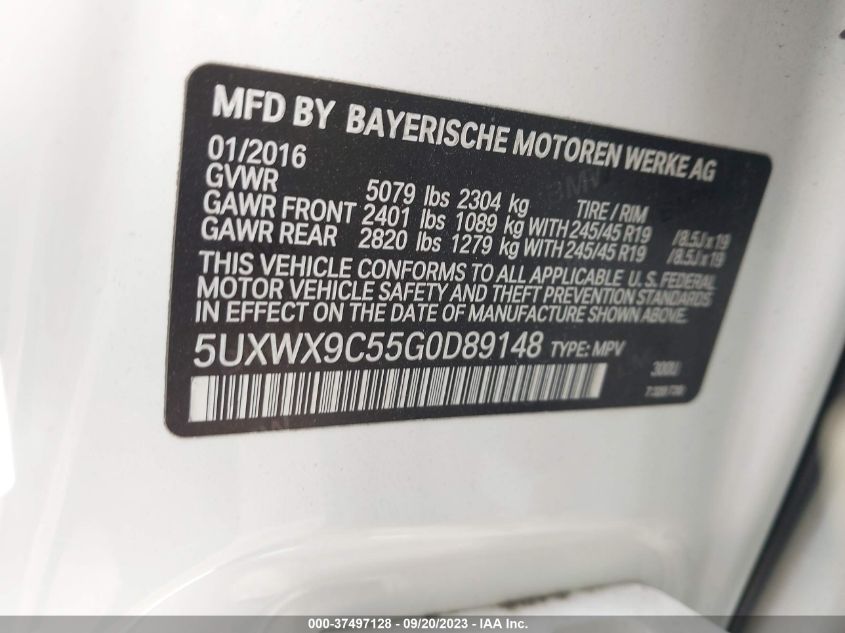 MFD BY BAYERISCHE MOTOREN WERKE AG
01/2016
GVWR 5079 lbs 2304 kg TIRE / RIM
GAWR FRONT 2401 lbs 1089 kg WITH 245/45 R19 /8.5J x 19
GAWR REAR 2820 lbs 1279 kg WITH 245/45 R19 /8.5J x 19
THIS VEHICLE CONFORMS TO ALL APPLICABLE U.S. FEDERAL
MOTOR VEHICLE SAFETY AND THEFT PREVENTION STANDARDS
IN EFFECT ON THE DATE OF MANUFACTURE SHOWN ABOVE.
5UXWX9C55G0D89148 TYPE: MPV
300U
000-37497128 - 09/20/2023 - IAA Inc.